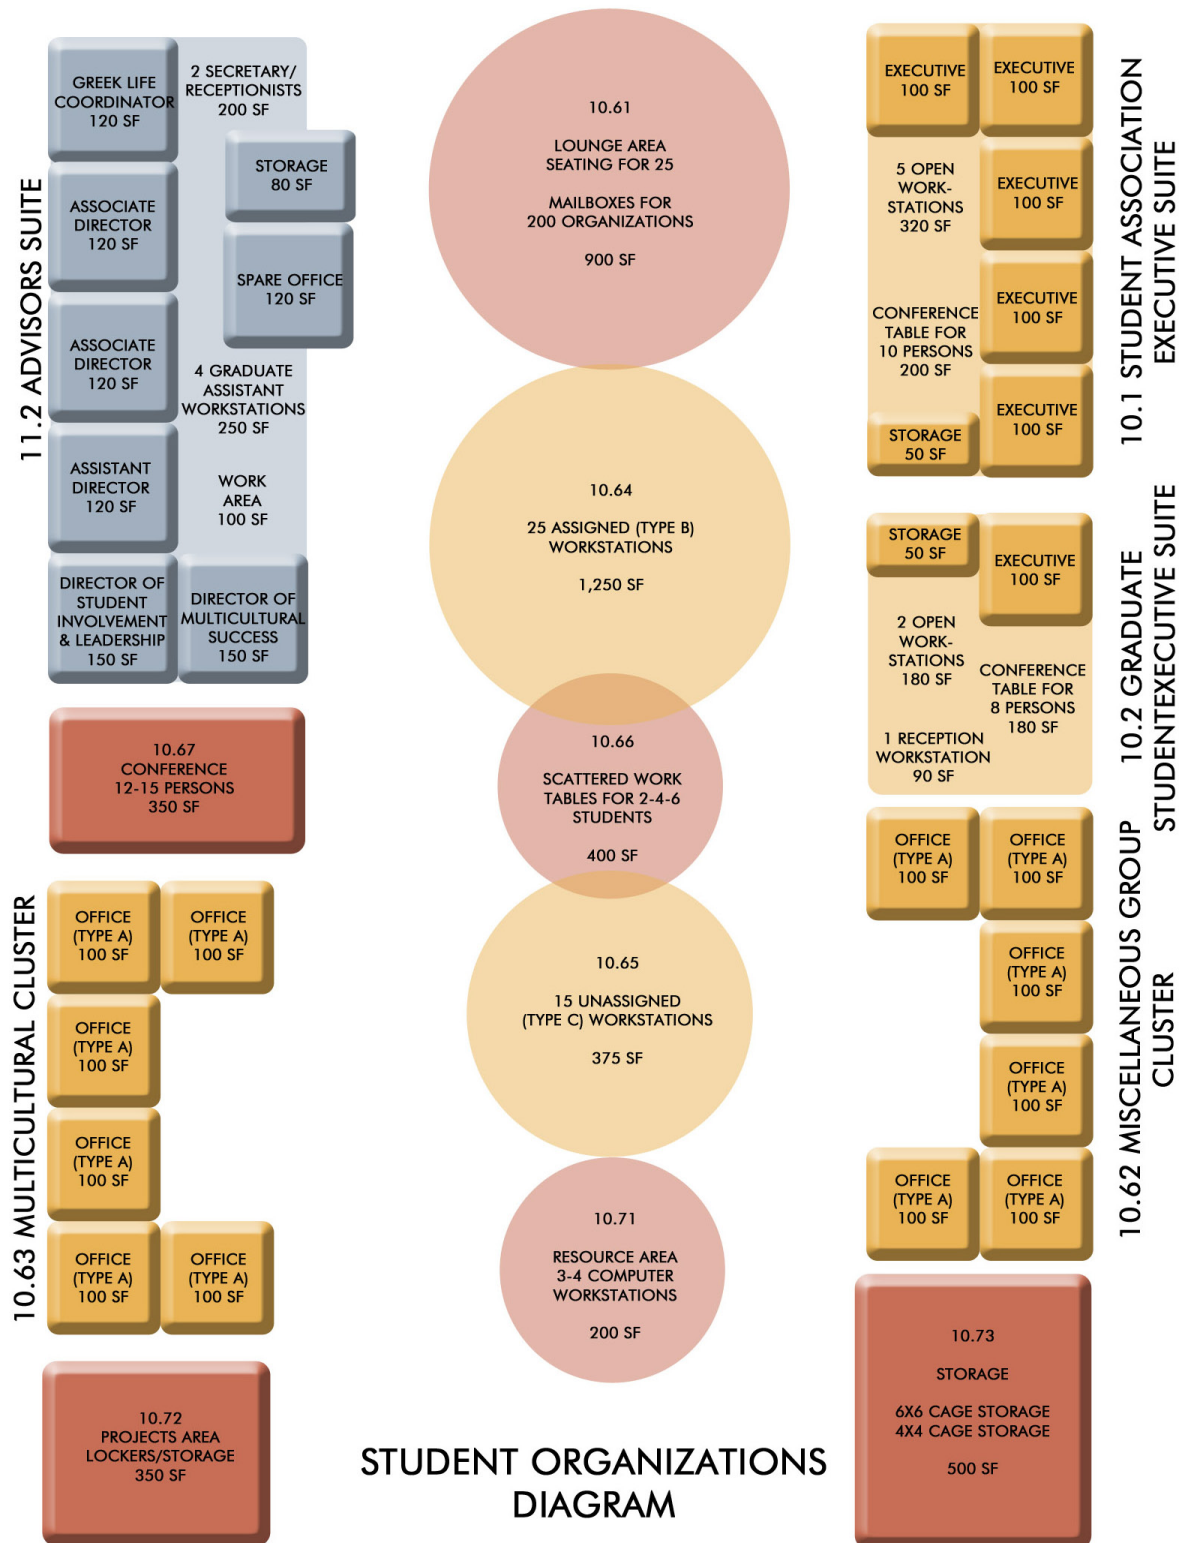 11.2 ADVISORS SUITE
GREEK LIFE
COORDINATOR
120 SF
2 SECRETARY/
RECEPTIONISTS
200 SF
STORAGE
80 SF
ASSOCIATE
DIRECTOR
120 SF
SPARE OFFICE
120 SF
ASSOCIATE
DIRECTOR
120 SF
4 GRADUATE
ASSISTANT
WORKSTATIONS
250 SF
ASSISTANT
DIRECTOR
120 SF
WORK
AREA
100 SF
DIRECTOR OF
STUDENT
INVOLVEMENT
& LEADERSHIP
150 SF
DIRECTOR OF
MULTICULTURAL
SUCCESS
150 SF
10.67
CONFERENCE
12-15 PERSONS
350 SF
10.63 MULTICULTURAL CLUSTER
OFFICE
(TYPE A)
100 SF
OFFICE
(TYPE A)
100 SF
OFFICE
(TYPE A)
100 SF
OFFICE
(TYPE A)
100 SF
OFFICE
(TYPE A)
100 SF
OFFICE
(TYPE A)
100 SF
10.72
PROJECTS AREA
LOCKERS/STORAGE
350 SF
10.61
LOUNGE AREA
SEATING FOR 25
MAILBOXES FOR
200 ORGANIZATIONS
900 SF
10.64
25 ASSIGNED (TYPE B)
WORKSTATIONS
1,250 SF
10.66
SCATTERED WORK
TABLES FOR 2-4-6
STUDENTS
400 SF
10.65
15 UNASSIGNED
(TYPE C) WORKSTATIONS
375 SF
10.71
RESOURCE AREA
3-4 COMPUTER
WORKSTATIONS
200 SF
STUDENT ORGANIZATIONS
DIAGRAM
EXECUTIVE
100 SF
EXECUTIVE
100 SF
5 OPEN
WORK-
STATIONS
320 SF
EXECUTIVE
100 SF
EXECUTIVE
100 SF
CONFERENCE
TABLE FOR
10 PERSONS
200 SF
EXECUTIVE
100 SF
STORAGE
50 SF
10.1 STUDENT ASSOCIATION
EXECUTIVE SUITE
STORAGE
50 SF
EXECUTIVE
100 SF
2 OPEN
WORK-
STATIONS
180 SF
CONFERENCE
TABLE FOR
8 PERSONS
180 SF
1 RECEPTION
WORKSTATION
90 SF
10.2 GRADUATE
STUDENTEXECUTIVE SUITE
OFFICE
(TYPE A)
100 SF
OFFICE
(TYPE A)
100 SF
OFFICE
(TYPE A)
100 SF
OFFICE
(TYPE A)
100 SF
OFFICE
(TYPE A)
100 SF
OFFICE
(TYPE A)
100 SF
10.62 MISCELLANEOUS GROUP
CLUSTER
10.73
STORAGE
6X6 CAGE STORAGE
4X4 CAGE STORAGE
500 SF